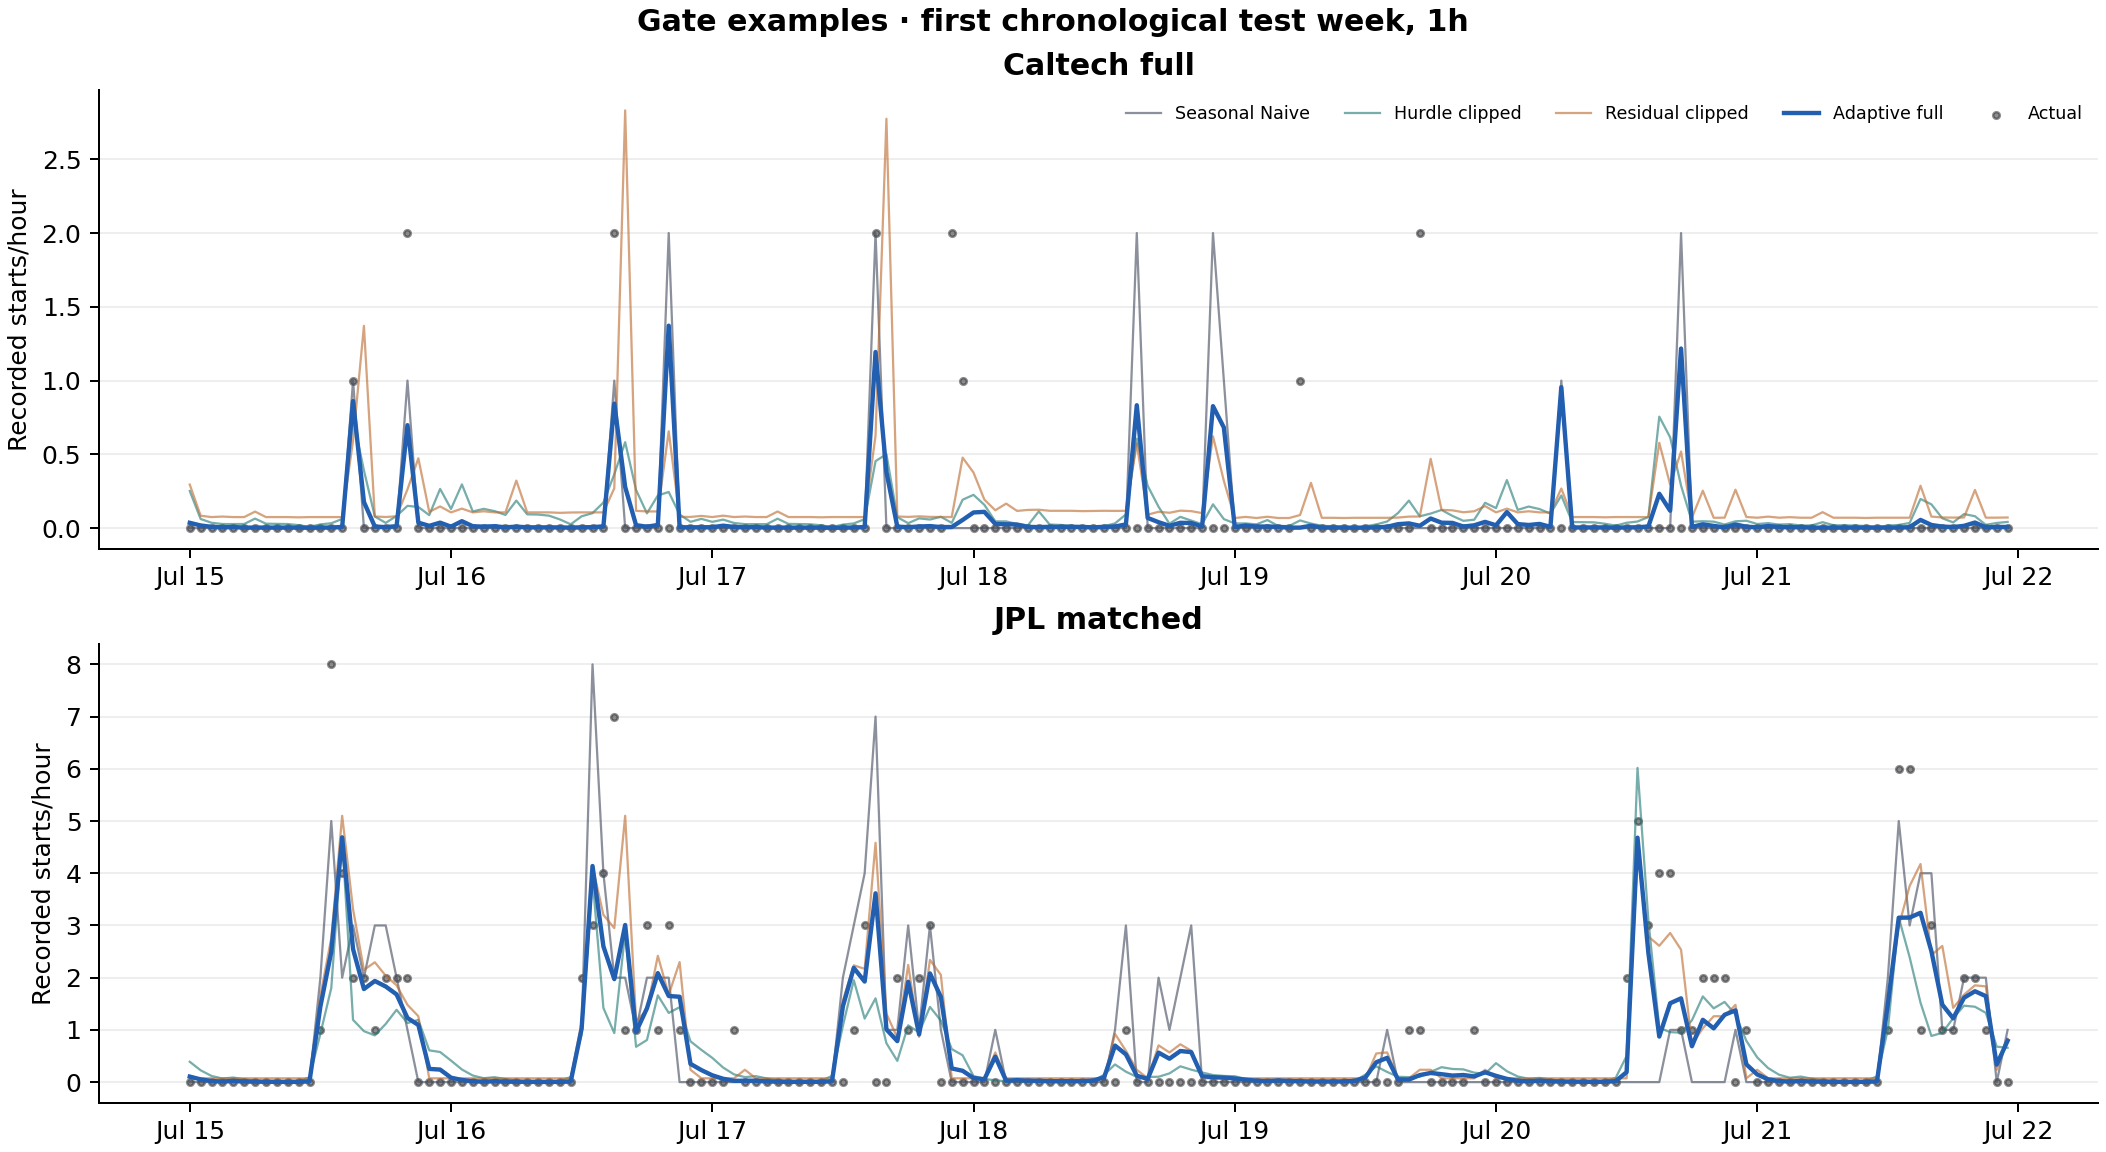 Gate examples · first chronological test week, 1h
Caltech full
Seasonal Naive
Hurdle clipped
Residual clipped
Adaptive full
Actual
Recorded starts/hour
2.5
2.0
1.5
1.0
0.5
0.0
Jul 15
Jul 16
Jul 17
Jul 18
Jul 19
Jul 20
Jul 21
Jul 22
JPL matched
Recorded starts/hour
8
7
6
5
4
3
2
1
0
Jul 15
Jul 16
Jul 17
Jul 18
Jul 19
Jul 20
Jul 21
Jul 22